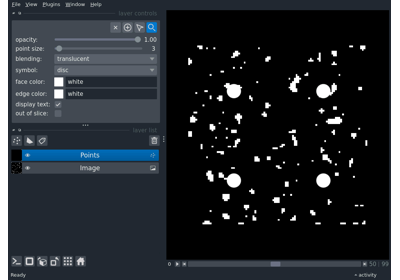 File View Plugins Window Help
layer controls
opacity: 1.00
point size: 3
blending: translucent
symbol: disc
face color: white
edge color: white
display text:
out of slice:
layer list
Points
Image
50 99
Ready
activity